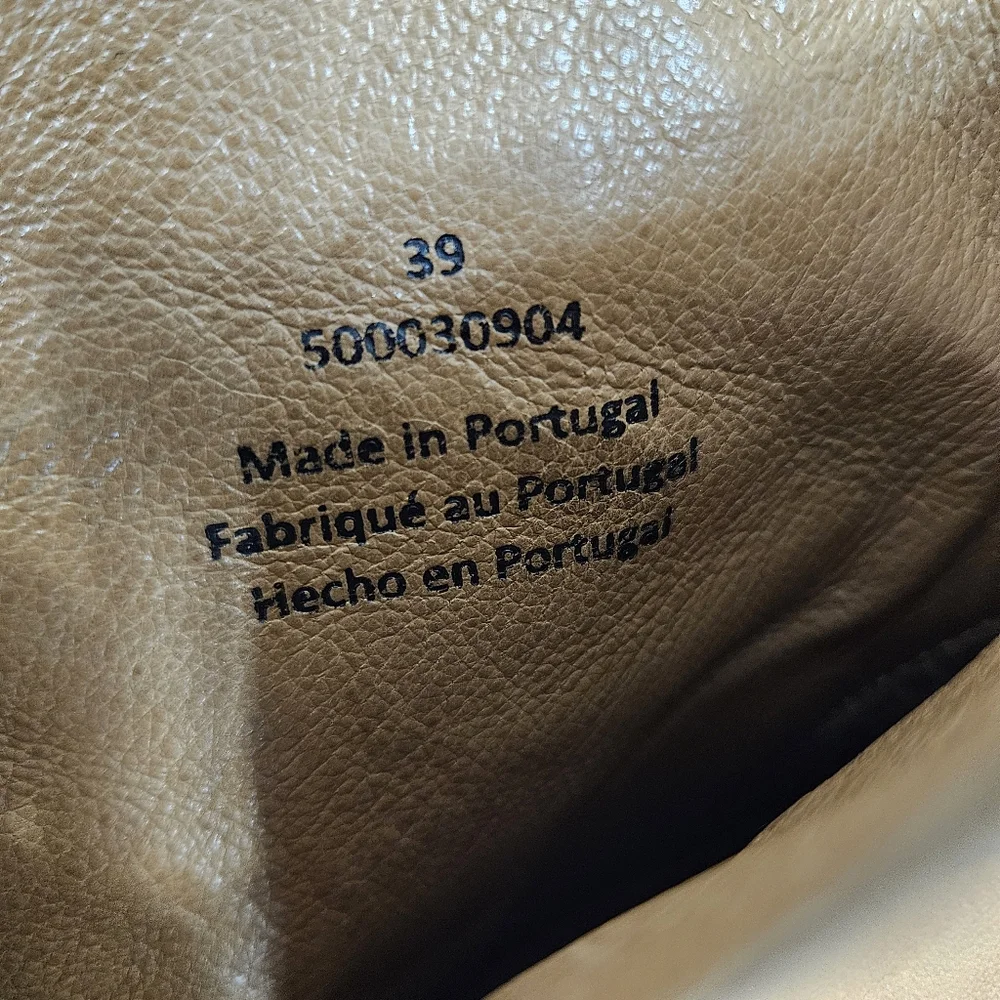 39
500030904
Made in Portugal
Fabriqué au Portugal
Hecho en Portugal